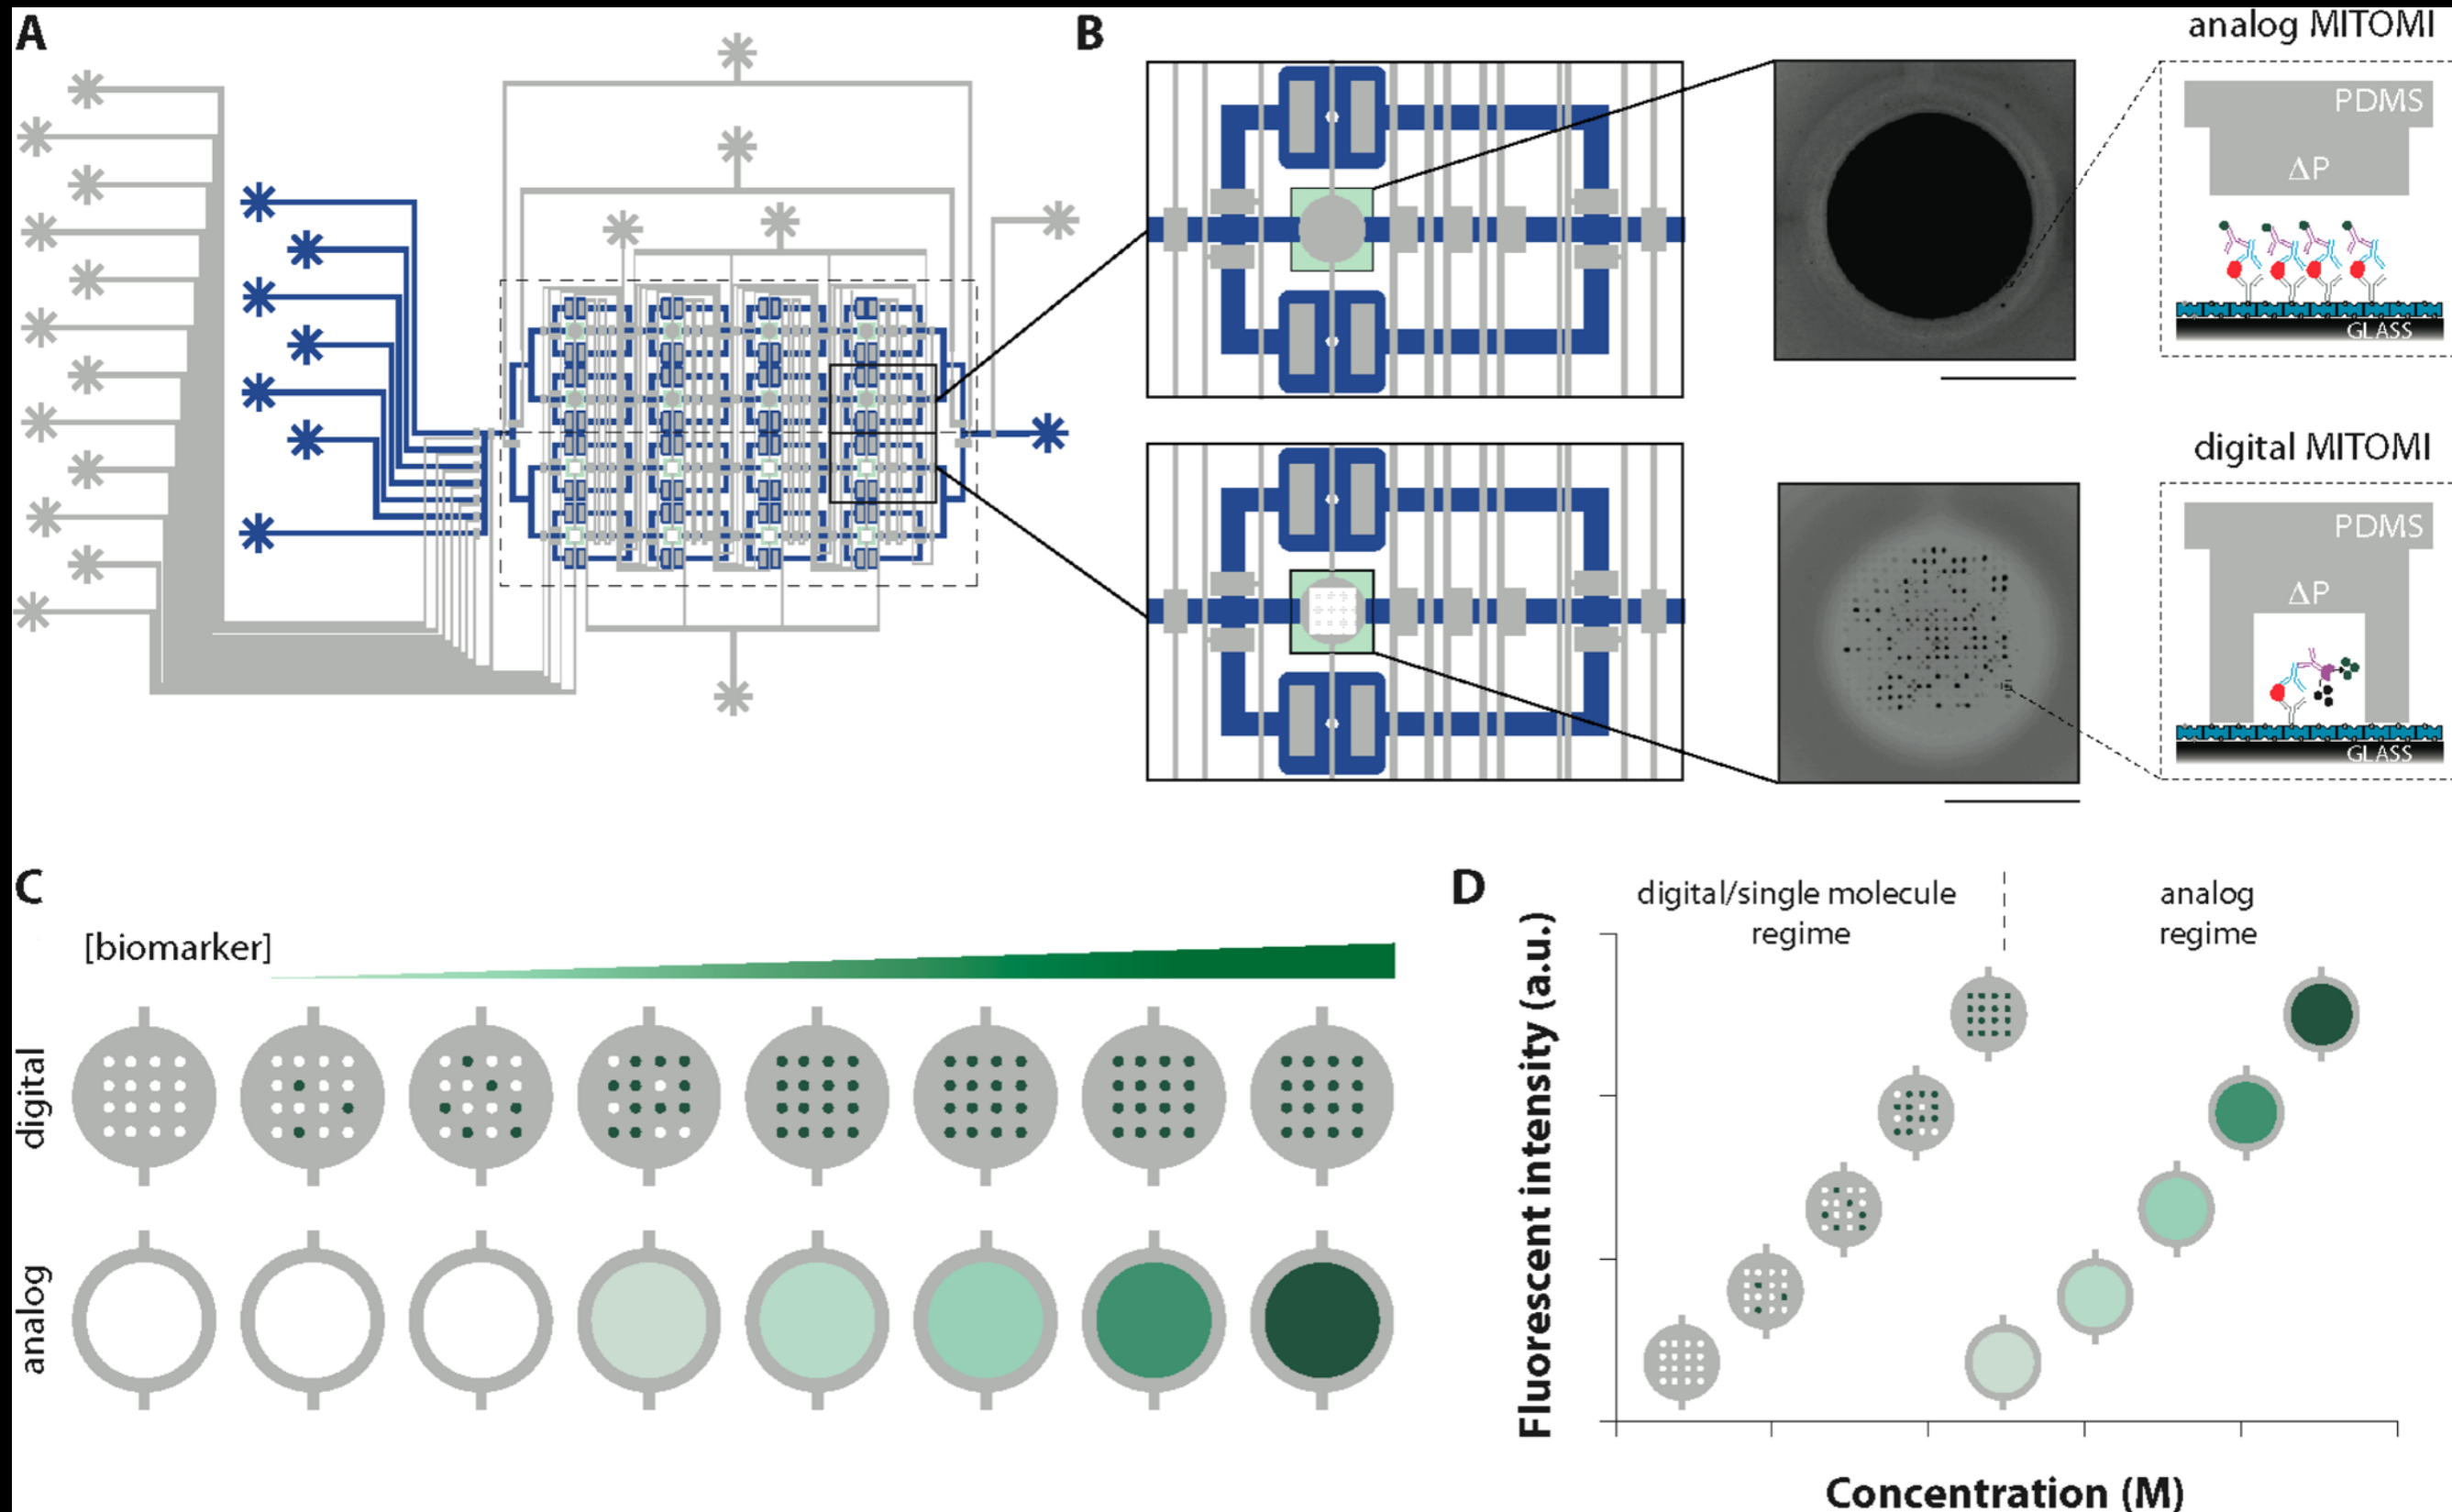 A
B
analog MITOMI
PDMS
ΔP
GLASS
digital MITOMI
PDMS
ΔP
GLASS
C
[biomarker]
digital
analog
D
digital/single molecule
regime
analog
regime
Fluorescent intensity (a.u.)
Concentration (M)